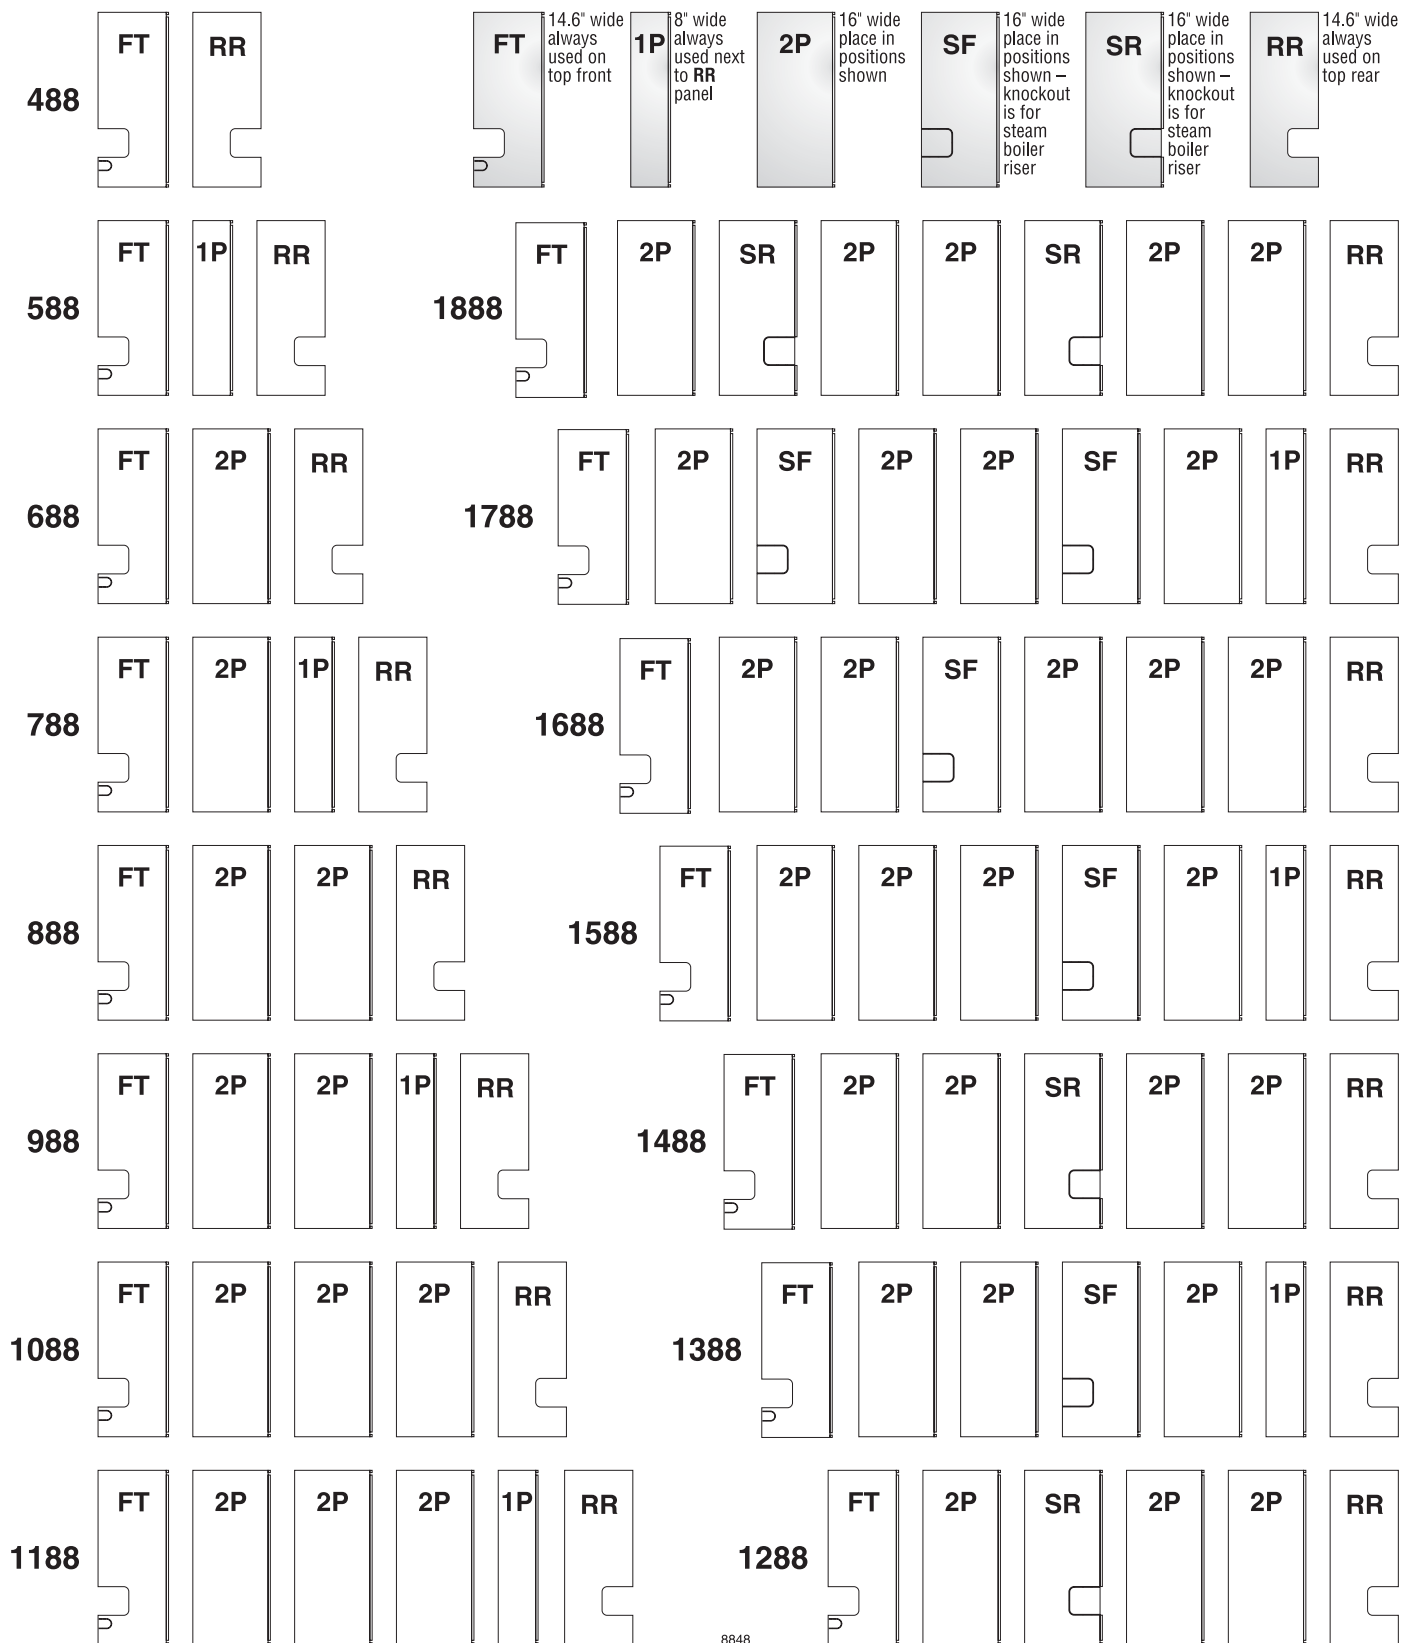 488 FT RR
FT 14.6" wide always used on top front
1P 8" wide always used next to RR panel
2P 16" wide place in positions shown
SF 16" wide place in positions shown – knockout is for steam boiler riser
SR 16" wide place in positions shown – knockout is for steam boiler riser
RR 14.6" wide always used on top rear
588 FT 1P RR
1888 FT 2P SR 2P 2P SR 2P 2P RR
688 FT 2P RR
1788 FT 2P SF 2P 2P SF 2P 1P RR
788 FT 2P 1P RR
1688 FT 2P 2P SF 2P 2P 2P RR
888 FT 2P 2P RR
1588 FT 2P 2P 2P SF 2P 1P RR
988 FT 2P 2P 1P RR
1488 FT 2P 2P SR 2P 2P RR
1088 FT 2P 2P 2P RR
1388 FT 2P 2P SF 2P 1P RR
1188 FT 2P 2P 2P 1P RR
1288 FT 2P SR 2P 2P RR
8848